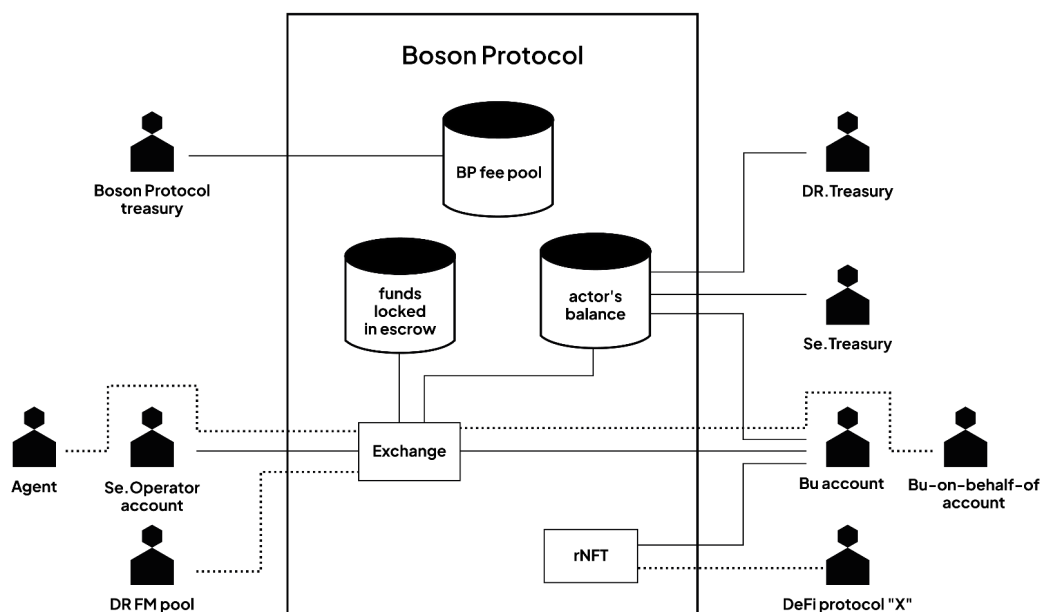 Boson Protocol
BP fee pool
Boson Protocol
treasury
DR.Treasury
funds
locked
in escrow
actor's
balance
Se.Treasury
Exchange
Agent
Se.Operator
account
Bu account
Bu-on-behalf-of
account
rNFT
DR FM pool
DeFi protocol "X"